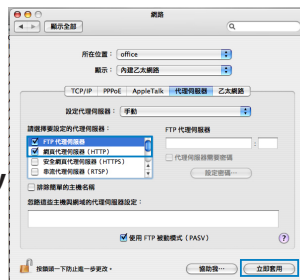 網路
顯示全部
所在位置： office
顯示： 內建乙太網路
TCP/IP PPPoE AppleTalk 代理伺服器 乙太網路
設定代理伺服器： 手動
請選擇要設定的代理伺服器： FTP 代理伺服器
FTP 代理伺服器
網頁代理伺服器（HTTP）
安全網頁代理伺服器（HTTPS）
串流代理伺服器（RTSP）
:
代理伺服器需要密碼
設定密碼⋯
排除簡單的主機名稱
忽略這些主機與網域的代理伺服器設定：
使用 FTP 被動模式（PASV）
?
按鎖頭一下防止進一步更改。 協助我⋯ 立即套用
y